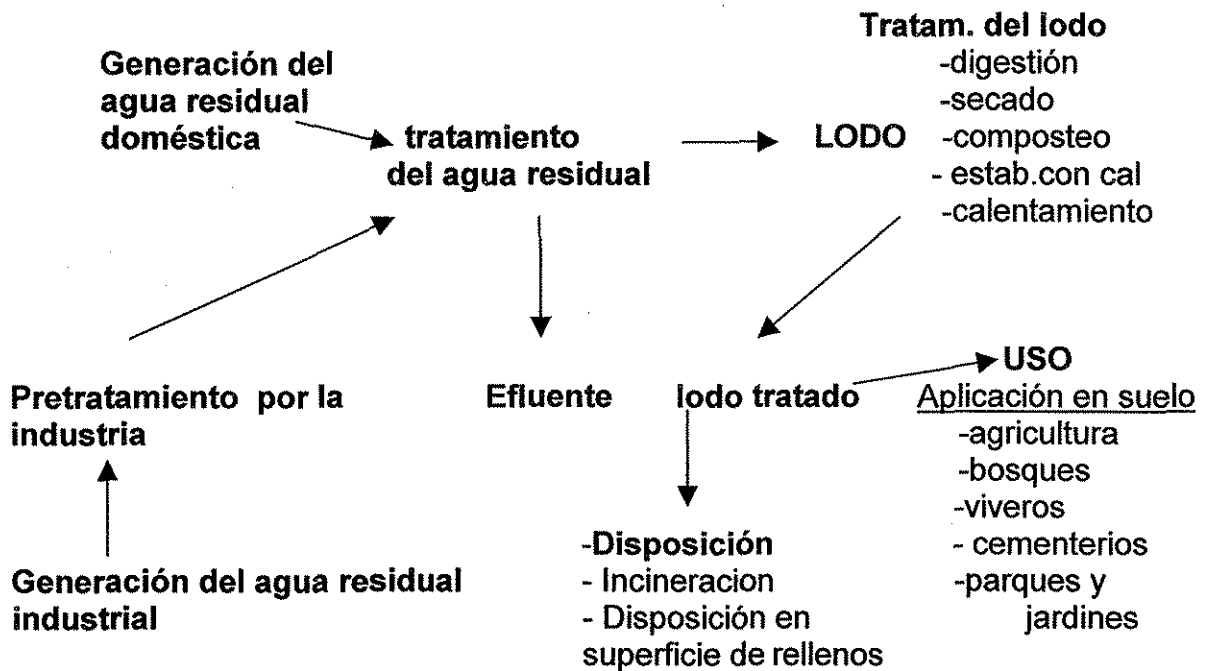 Generación del
agua residual
doméstica
tratamiento
del agua residual
LODO
Tratam. del lodo
-digestión
-secado
-composteo
- estab.con cal
-calentamiento
Pretratamiento por la
industria
Generación del agua residual
industrial
Efluente
lodo tratado
-Disposición
- Incineracion
- Disposición en
superficie de rellenos
USO
Aplicación en suelo
-agricultura
-bosques
-viveros
- cementerios
-parques y
jardines